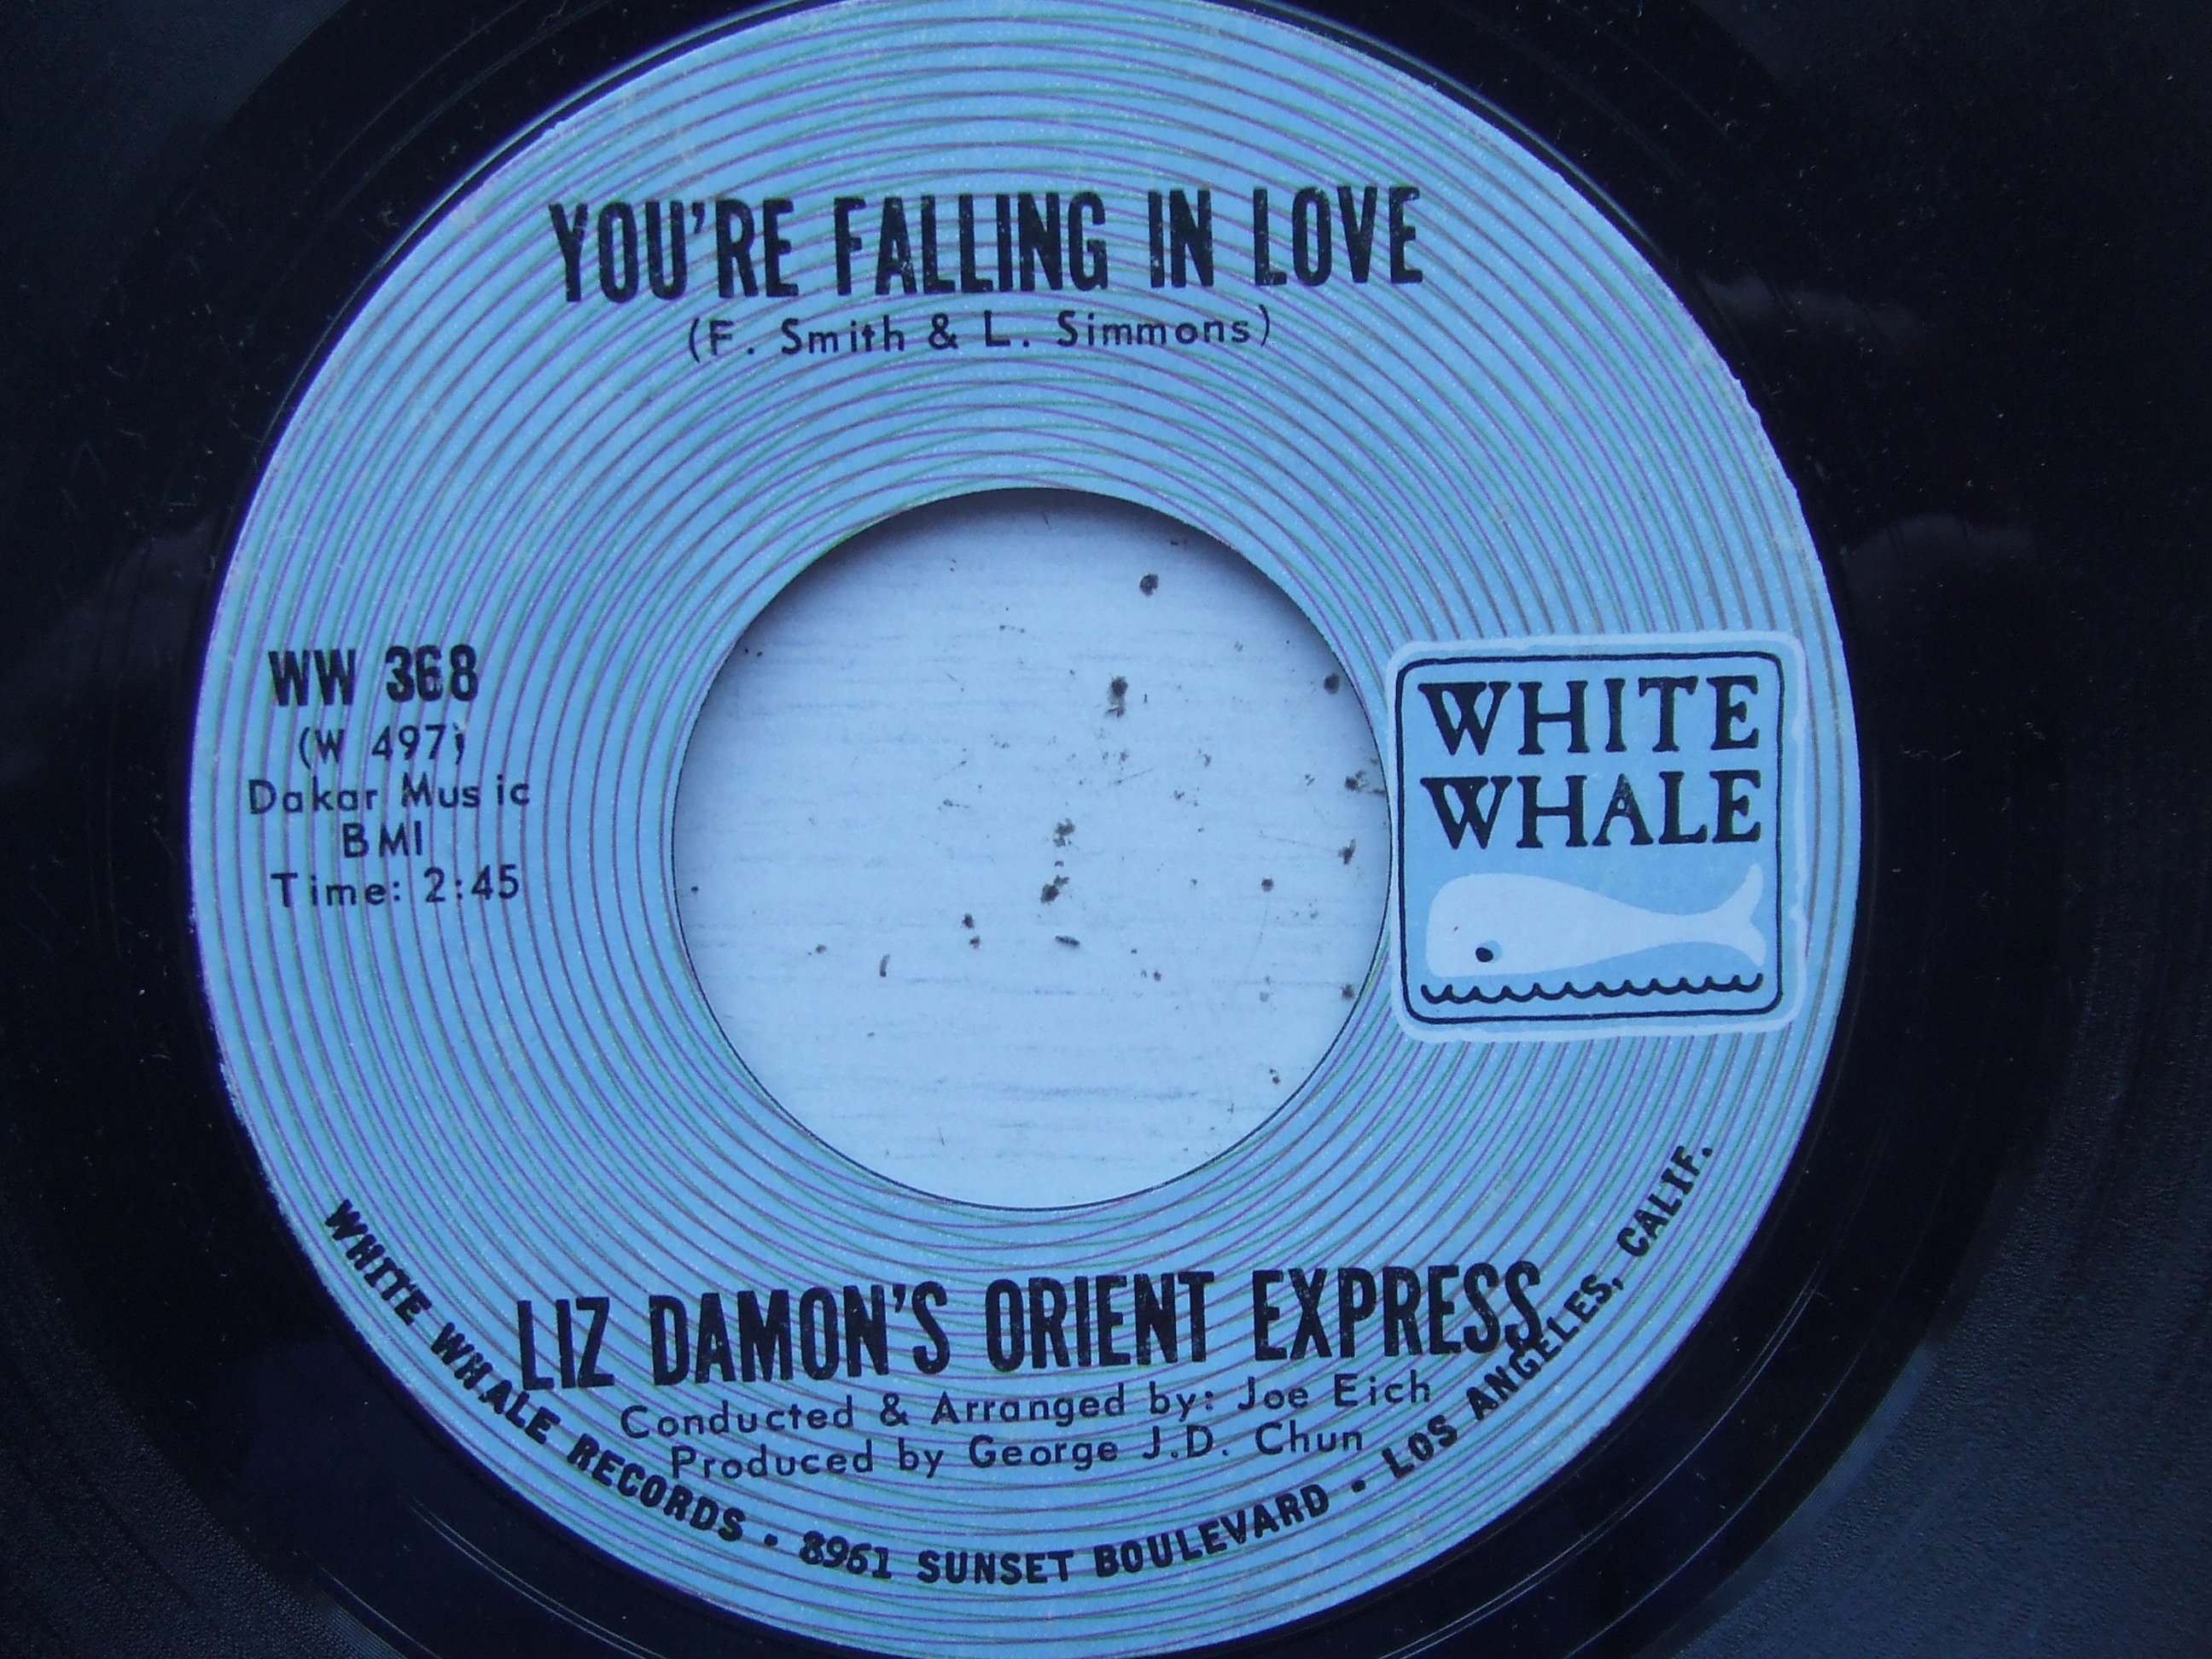 YOU'RE FALLING IN LOVE
(F. Smith & L. Simmons)
WW 368
(W 497)
Dakar Music
BMI
Time: 2:45
WHITE
WHALE
LIZ DAMON'S ORIENT EXPRESS
Conducted & Arranged by: Joe Eich
Produced by George J.D. Chun
WHITE WHALE RECORDS • 8961 SUNSET BOULEVARD • LOS ANGELES, CALIF.